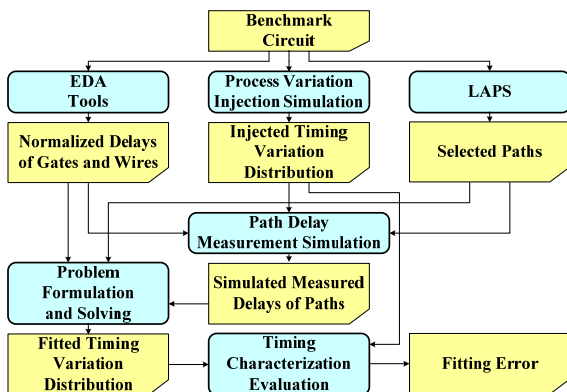 Benchmark
Circuit
EDA
Tools
Process Variation
Injection Simulation
LAPS
Normalized Delays
of Gates and Wires
Injected Timing
Variation
Distribution
Selected Paths
Path Delay
Measurement Simulation
Problem
Formulation
and Solving
Simulated Measured
Delays of Paths
Fitted Timing
Variation
Distribution
Timing
Characterization
Evaluation
Fitting Error